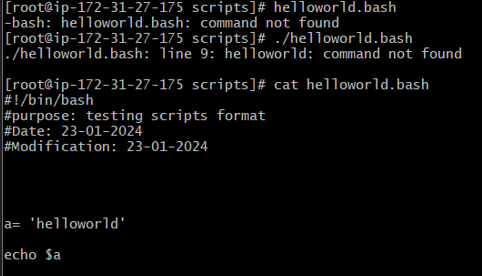 [root@ip-172-31-27-175 scripts]# helloworld.bash
-bash: helloworld.bash: command not found
[root@ip-172-31-27-175 scripts]# ./helloworld.bash
./helloworld.bash: line 9: helloworld: command not found

[root@ip-172-31-27-175 scripts]# cat helloworld.bash
#!/bin/bash
#purpose: testing scripts format
#Date: 23-01-2024
#Modification: 23-01-2024

a= 'helloworld'

echo $a